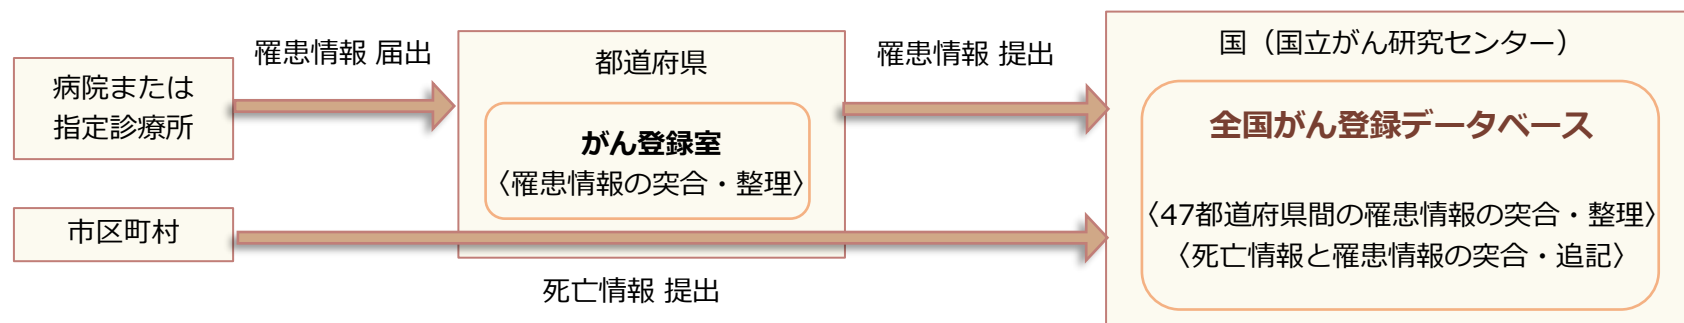 病院または
指定診療所
罹患情報 届出
都道府県
がん登録室
〈罹患情報の突合・整理〉
罹患情報 提出
国（国立がん研究センター）
全国がん登録データベース
〈47都道府県間の罹患情報の突合・整理〉
〈死亡情報と罹患情報の突合・追記〉
市区町村
死亡情報 提出